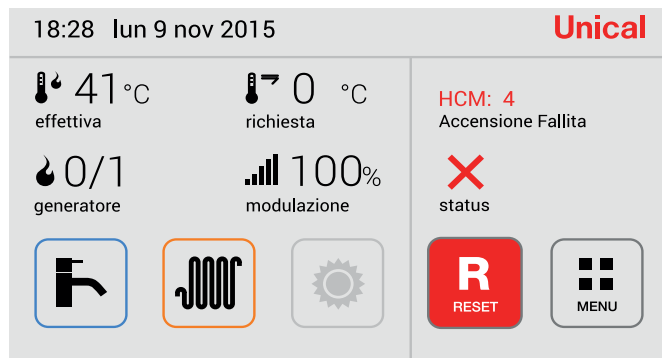 18:28 lun 9 nov 2015
Unical
41 °C
effettiva
0 °C
richiesta
0/1
generatore
100%
modulazione
HCM: 4
Accensione Fallita
status
R
RESET
MENU